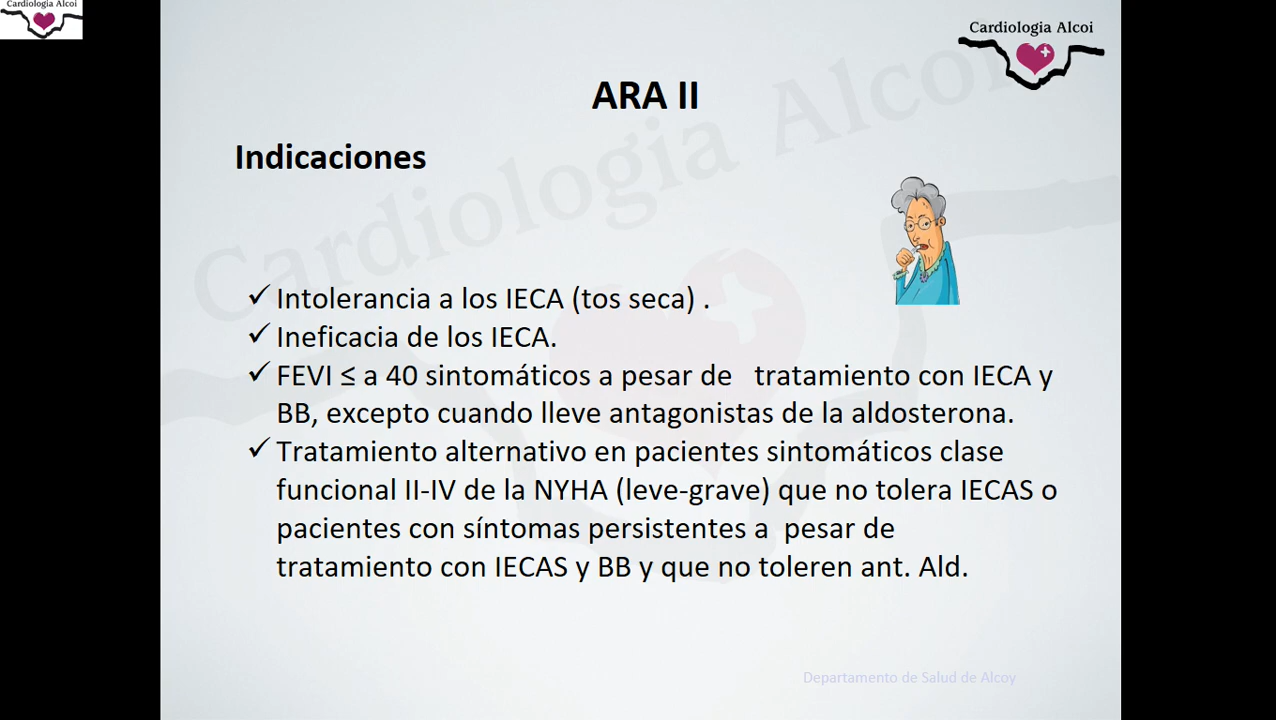 Cardiologia Alcoi
Cardiologia Alcoi
ARA II
Cardiologia Alcoi
Indicaciones
✓ Intolerancia a los IECA (tos seca) .
✓ Ineficacia de los IECA.
✓ FEVI ≤ a 40 sintomáticos a pesar de tratamiento con IECA y
BB, excepto cuando lleve antagonistas de la aldosterona.
✓ Tratamiento alternativo en pacientes sintomáticos clase
funcional II-IV de la NYHA (leve-grave) que no tolera IECAS o
pacientes con síntomas persistentes a pesar de
tratamiento con IECAS y BB y que no toleren ant. Ald.
Departamento de Salud de Alcoy